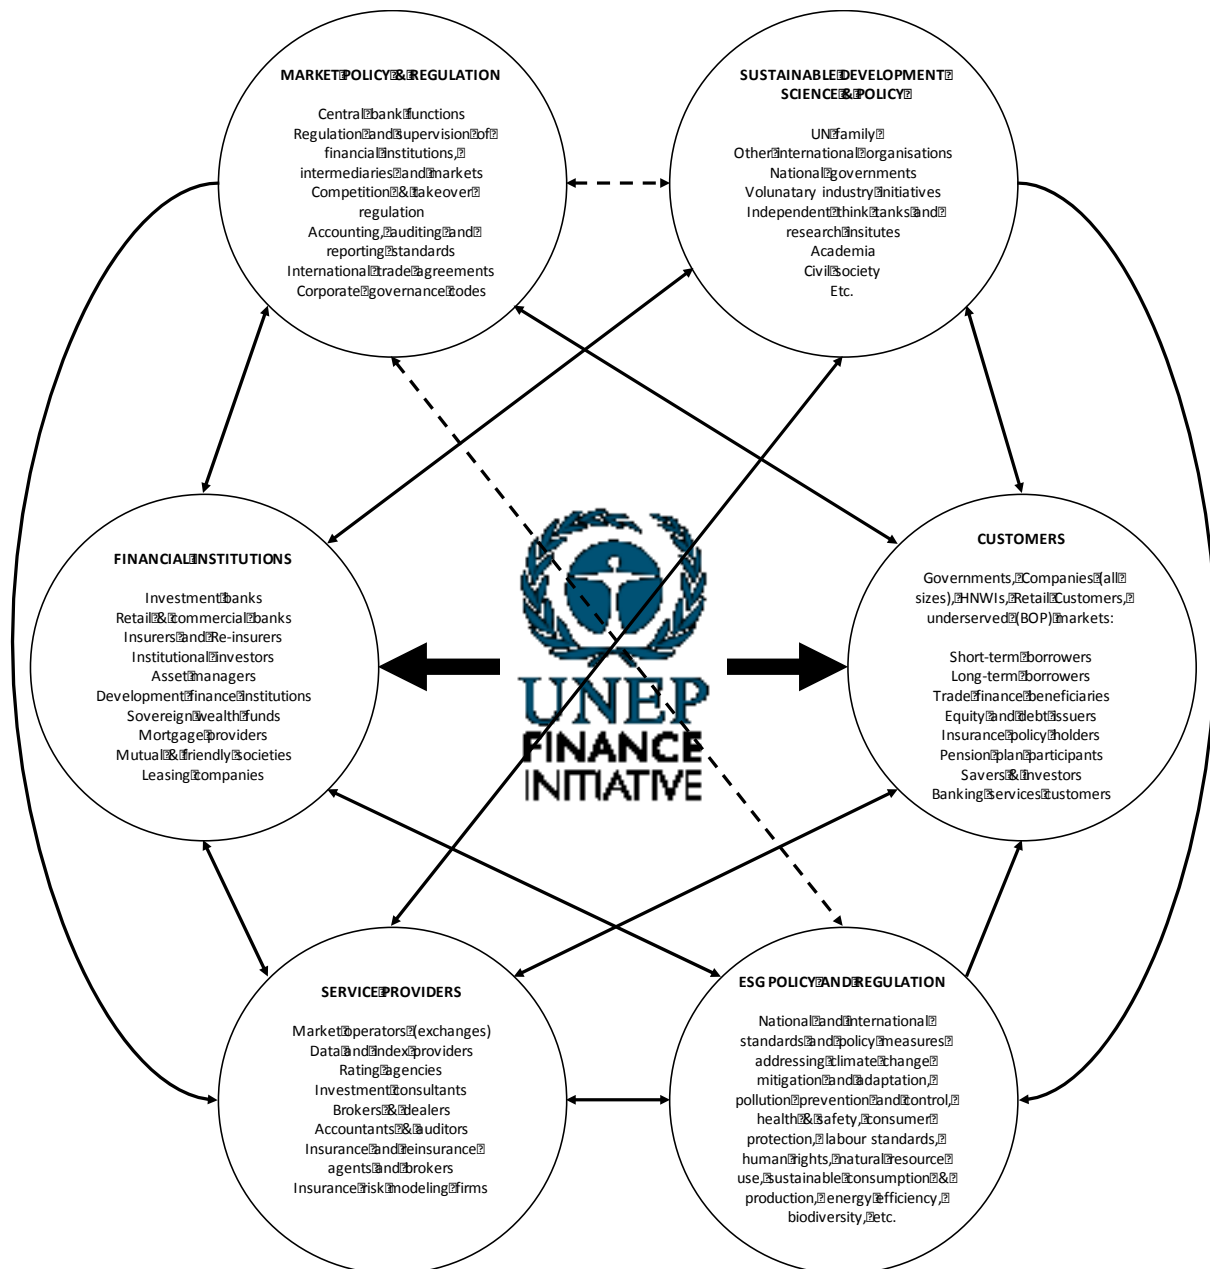 MARKET POLICY & REGULATION
Central bank functions
Regulation and supervision of
financial institutions,
intermediaries and markets
Competition & takeover
regulation
Accounting, auditing and
reporting standards
International trade agreements
Corporate governance codes
SUSTAINABLE DEVELOPMENT
SCIENCE & POLICY
UN family
Other international organisations
National governments
Volunatary industry initiatives
Independent think tanks and
research insitutes
Academia
Civil society
Etc.
FINANCIAL INSTITUTIONS
Investment banks
Retail & commercial banks
Insurers and Re-insurers
Institutional investors
Asset managers
Development finance institutions
Sovereign wealth funds
Mortgage providers
Mutual & friendly societies
Leasing companies
UNEP
FINANCE
INITIATIVE
CUSTOMERS
Governments, Companies (all
sizes), HNWIs, Retail Customers,
underserved (BOP) markets:
Short-term borrowers
Long-term borrowers
Trade finance beneficiaries
Equity and debt issuers
Insurance policy holders
Pension plan participants
Savers & investors
Banking services customers
SERVICE PROVIDERS
Market operators (exchanges)
Data and index providers
Rating agencies
Investment consultants
Brokers & dealers
Accountants & auditors
Insurance and reinsurance
agents and brokers
Insurance risk modeling firms
ESG POLICY AND REGULATION
National and international
standards and policy measures
addressing climate change
mitigation and adaptation,
pollution prevention and control,
health & safety, consumer
protection, labour standards,
human rights, natural resource
use, sustainable consumption &
production, energy efficiency,
biodiversity, etc.